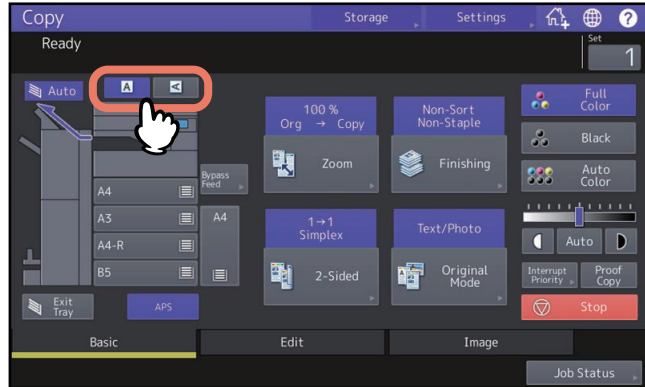 Copy
Storage
Settings
?
Ready
Set
1
Auto
A
A
100 %
Org → Copy
Zoom
Non-Sort
Non-Staple
Finishing
Full
Color
Black
Auto
Color
Bypass
Feed
A4
A3
A4-R
B5
A4
1→1
Simplex
2-Sided
Text/Photo
Original
Mode
Auto
Interrupt
Priority
Proof
Copy
Exit
Tray
APS
Stop
Basic
Edit
Image
Job Status